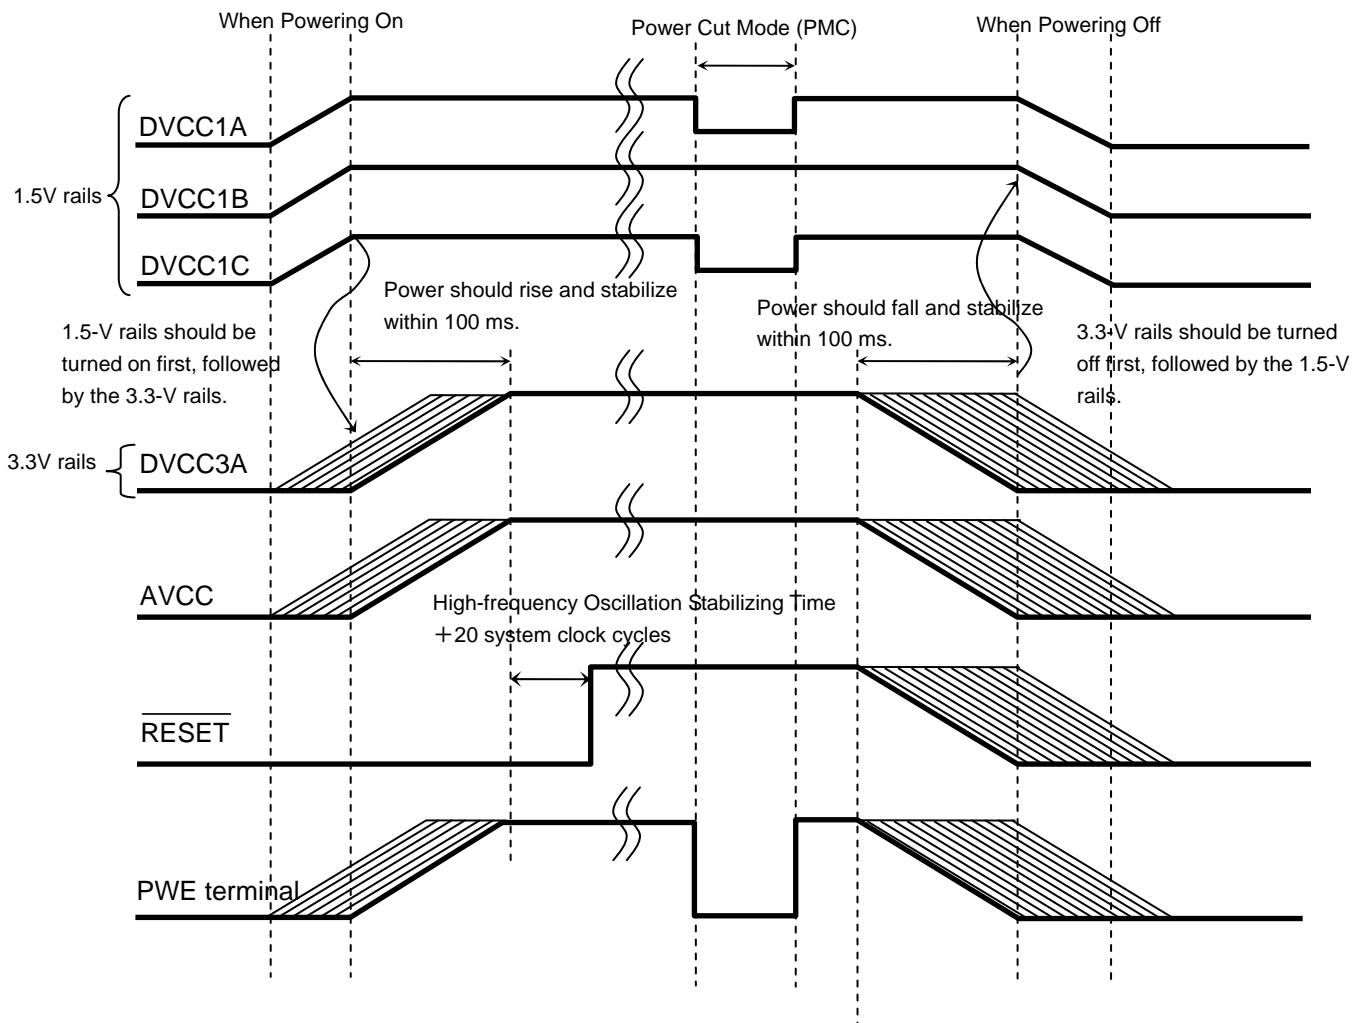 When Powering On
Power Cut Mode (PMC)
When Powering Off
DVCC1A
1.5V rails
DVCC1B
DVCC1C
Power should rise and stabilize
within 100 ms.
Power should fall and stabilize
within 100 ms.
1.5-V rails should be
turned on first, followed
by the 3.3-V rails.
3.3-V rails should be turned
off first, followed by the 1.5-V
rails.
3.3V rails
DVCC3A
AVCC
High-frequency Oscillation Stabilizing Time
+20 system clock cycles
RESET
PWE terminal